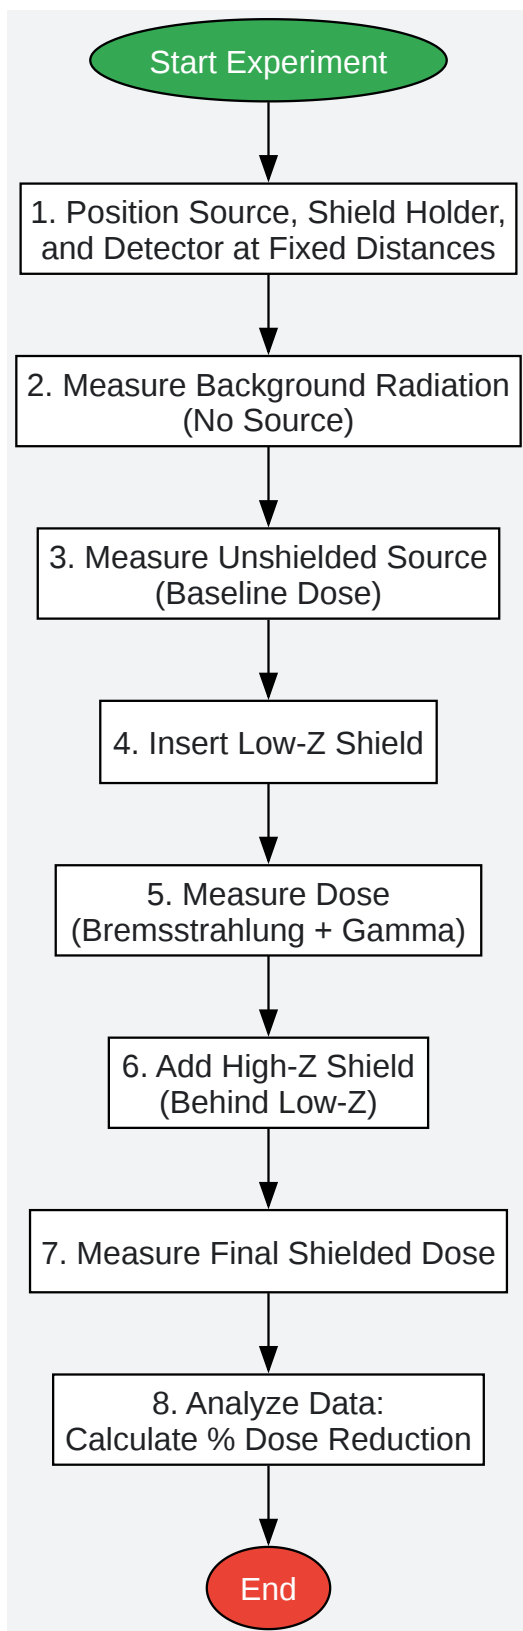 Start Experiment
1. Position Source, Shield Holder,
and Detector at Fixed Distances
2. Measure Background Radiation
(No Source)
3. Measure Unshielded Source
(Baseline Dose)
4. Insert Low-Z Shield
5. Measure Dose
(Bremsstrahlung + Gamma)
6. Add High-Z Shield
(Behind Low-Z)
7. Measure Final Shielded Dose
8. Analyze Data:
Calculate % Dose Reduction
End